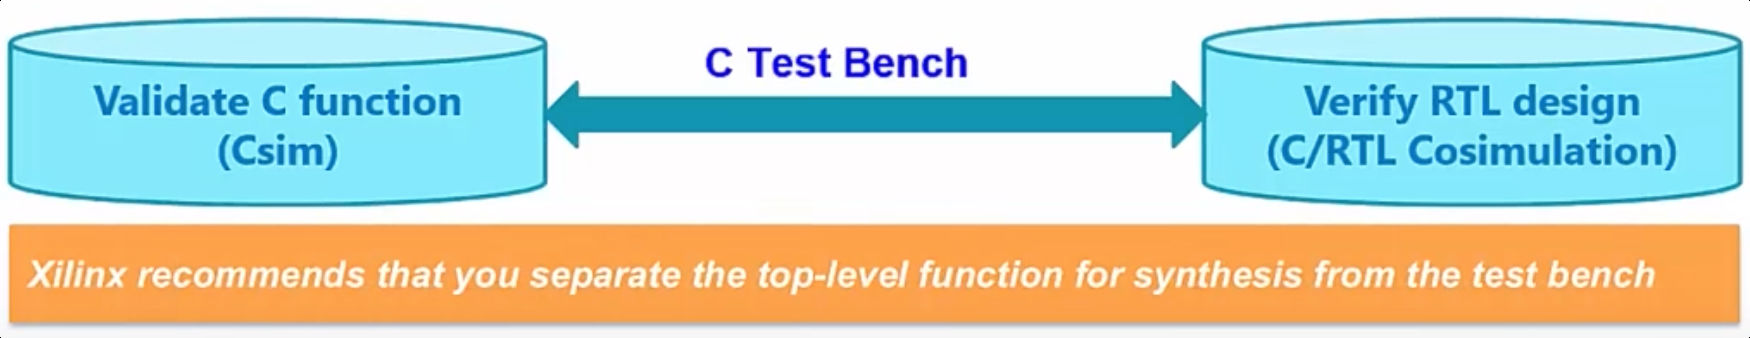 C Test Bench
Validate C function
(Csim)
Verify RTL design
(C/RTL Cosimulation)
Xilinx recommends that you separate the top-level function for synthesis from the test bench